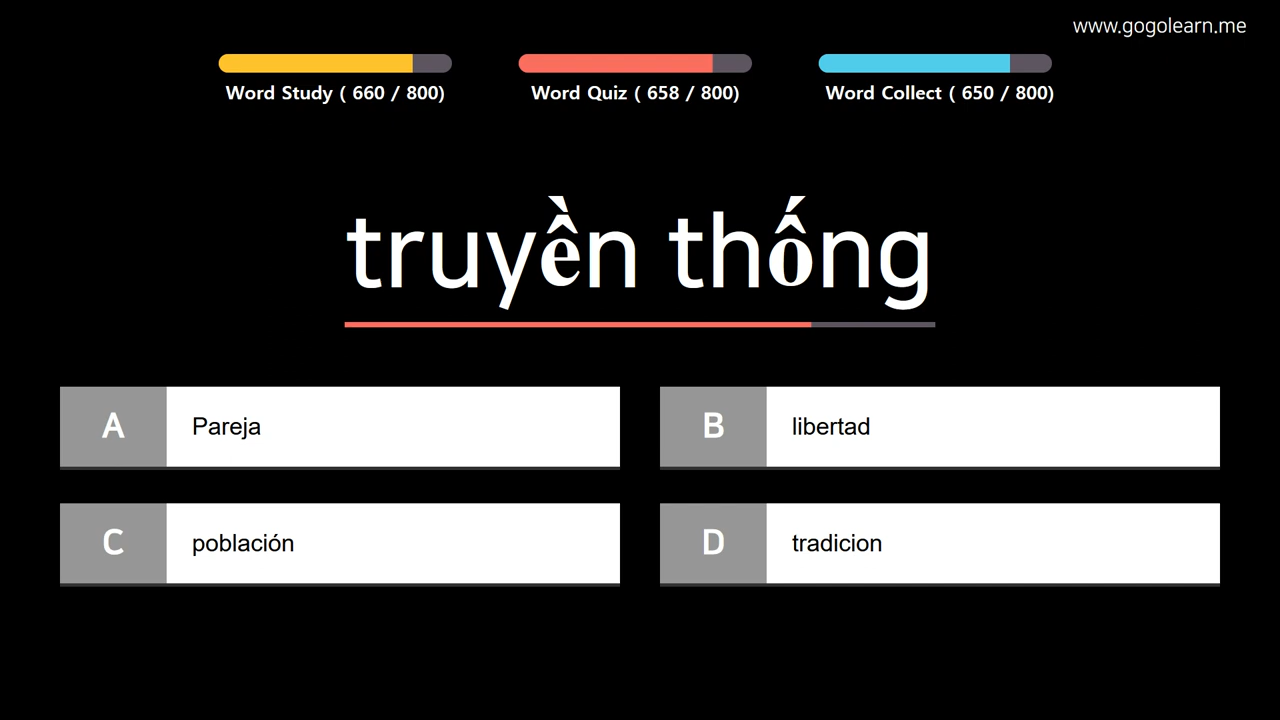 www.gogolearn.me
Word Study ( 660 / 800)
Word Quiz ( 658 / 800)
Word Collect ( 650 / 800)
truyền thống
A Pareja
B libertad
C población
D tradicion